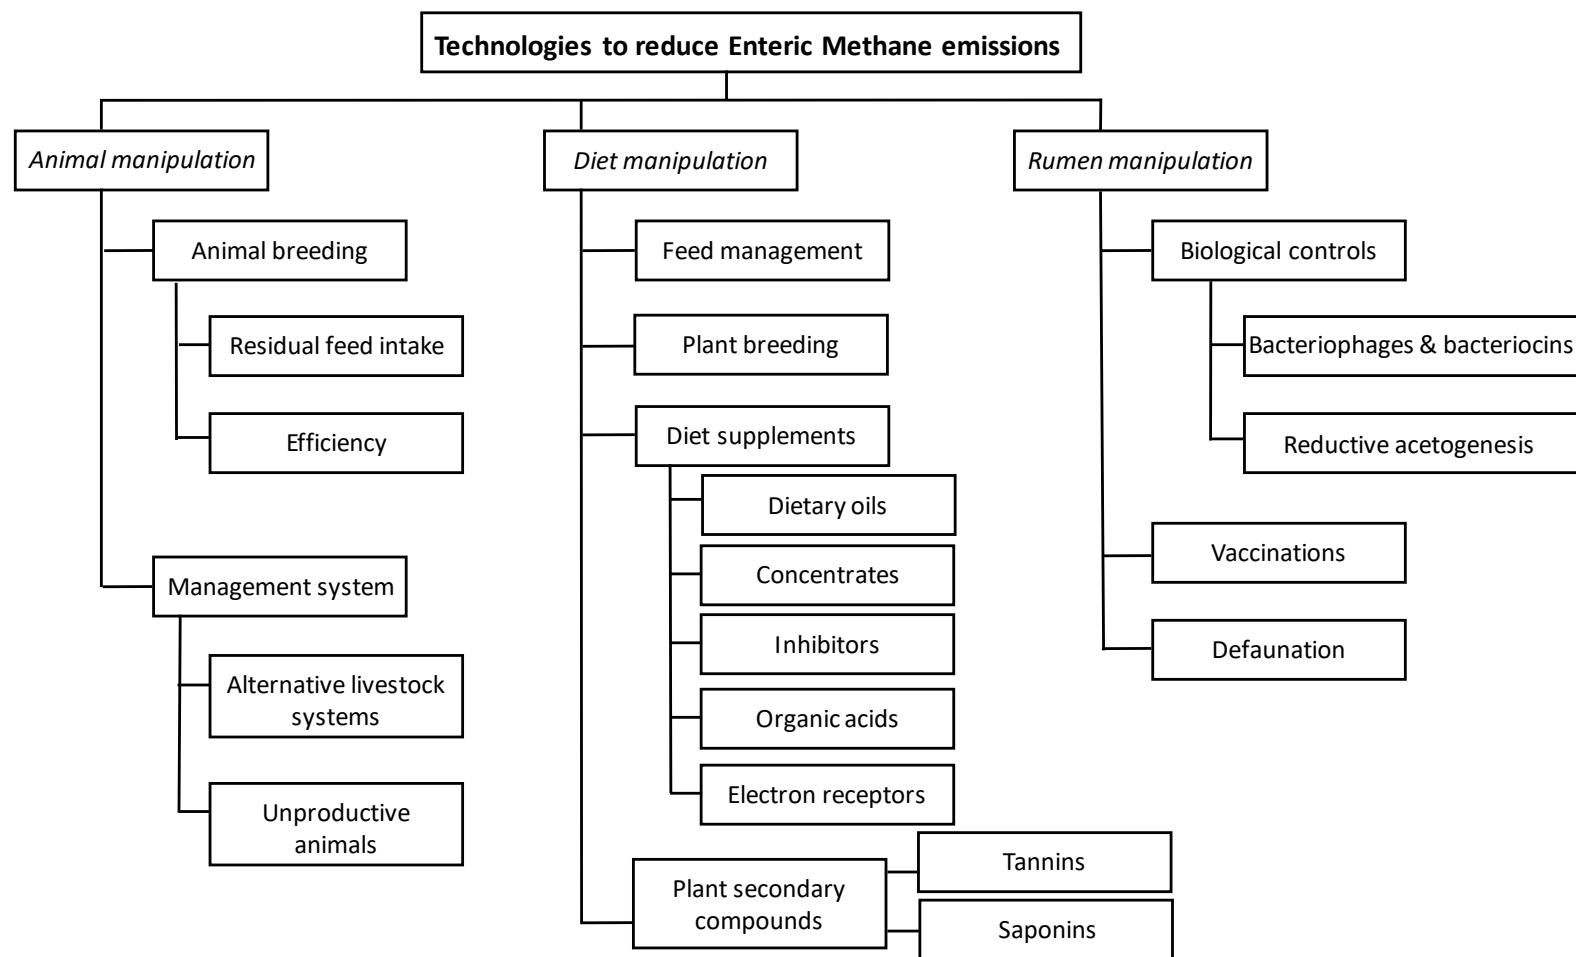 Technologies to reduce Enteric Methane emissions
Animal manipulation
Animal breeding
Residual feed intake
Efficiency
Management system
Alternative livestock
systems
Unproductive
animals
Diet manipulation
Feed management
Plant breeding
Diet supplements
Dietary oils
Concentrates
Inhibitors
Organic acids
Electron receptors
Plant secondary
compounds
Tannins
Saponins
Rumen manipulation
Biological controls
Bacteriophages & bacteriocins
Reductive acetogenesis
Vaccinations
Defaunation